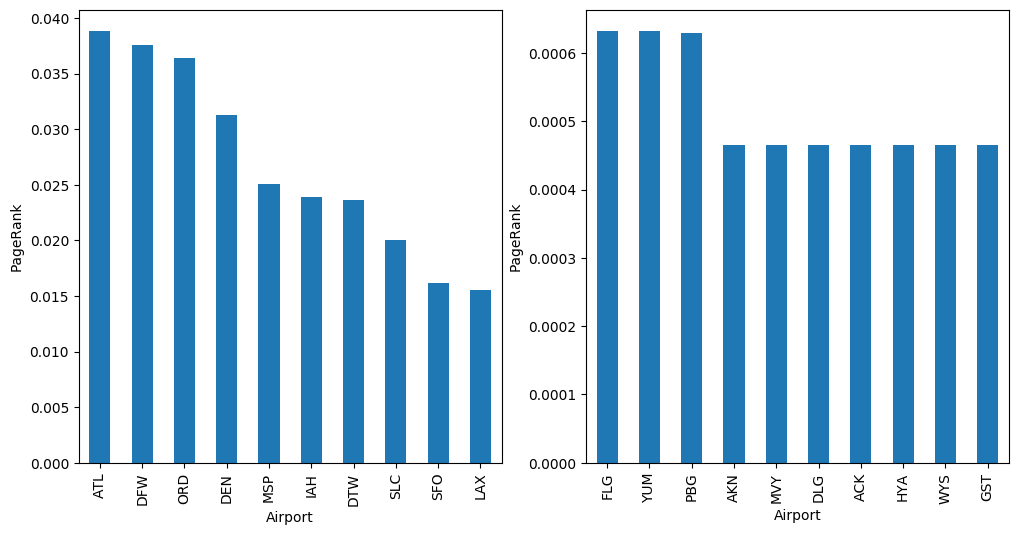 0.040
0.035
0.030
0.025
0.020
0.015
0.010
0.005
0.000
PageRank
ATL DFW ORD DEN MSP IAH DTW SLC SFO LAX
Airport
0.0006
0.0005
0.0004
0.0003
0.0002
0.0001
0.0000
PageRank
FLG YUM PBG AKN MVY DLG ACK HYA WYS GST
Airport